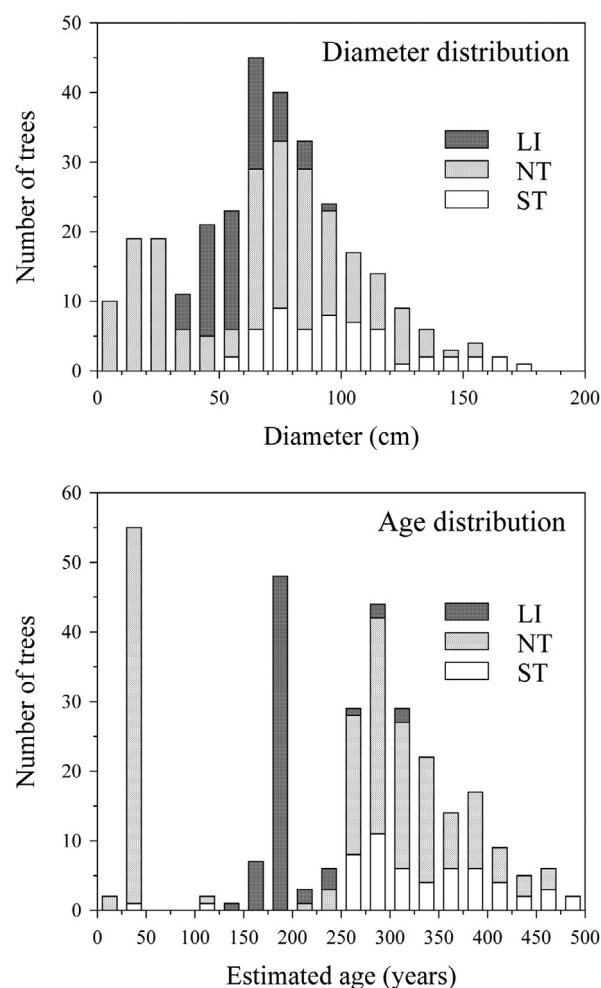 Diameter distribution
Number of trees
50
40
30
20
10
0
LI
NT
ST
0 50 100 150 200
Diameter (cm)
Age distribution
Number of trees
60
50
40
30
20
10
0
LI
NT
ST
0 50 100 150 200 250 300 350 400 450 500
Estimated age (years)